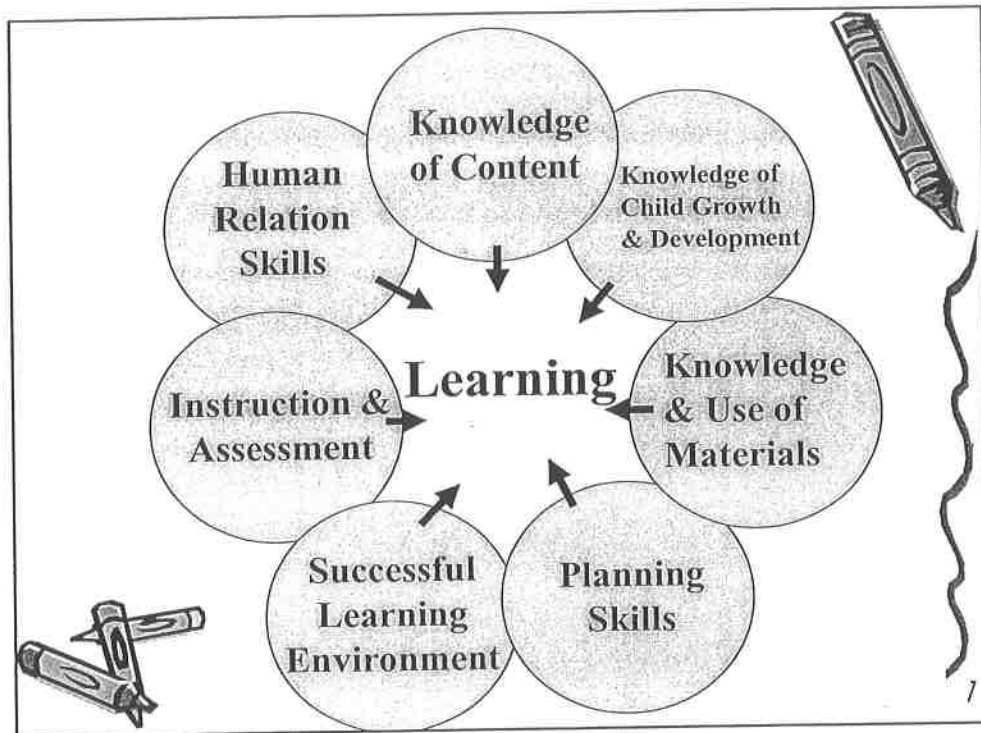 Knowledge
of Content
Knowledge of
Child Growth
& Development
Knowledge
& Use of
Materials
Planning
Skills
Successful
Learning
Environment
Instruction &
Assessment
Human
Relation
Skills
Learning
7